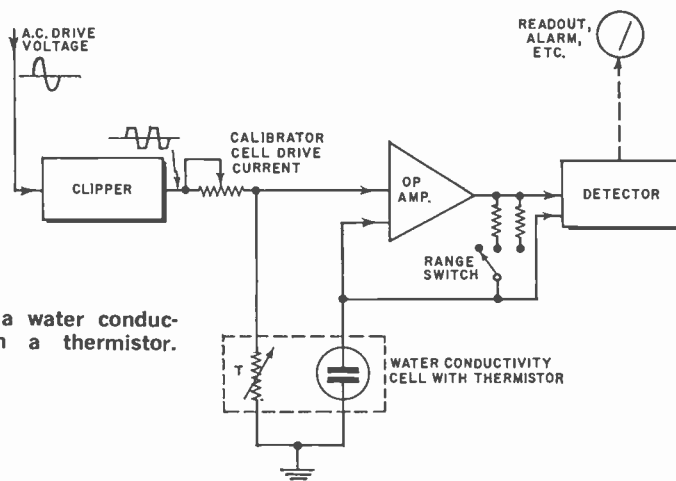 A.C. DRIVE
VOLTAGE
READOUT,
ALARM,
ETC.
CALIBRATOR
CELL DRIVE
CURRENT
CLIPPER
OP
AMP.
DETECTOR
RANGE
SWITCH
a water conduc-
a thermistor.
T
WATER CONDUCTIVITY
CELL WITH THERMISTOR